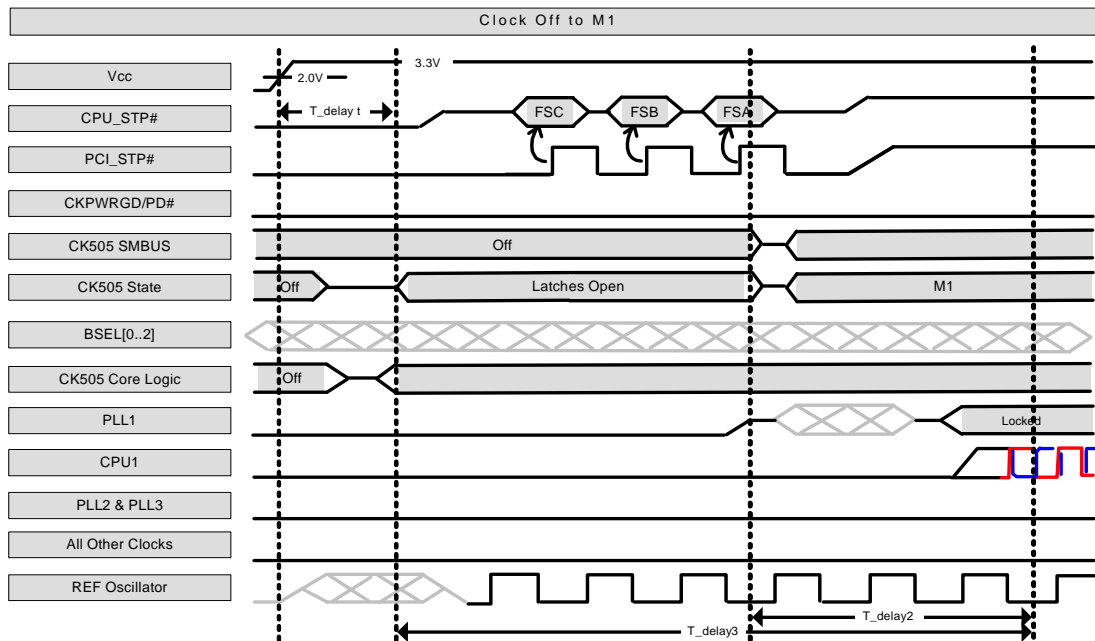 Clock Off to M1
Vcc
2.0V
3.3V
T_delay t
CPU_STP#
FSC
FSB
FSA
PCI_STP#
CKPWRGD/PD#
CK505 SMBUS
Off
CK505 State
Off
Latches Open
M1
BSEL[0..2]
CK505 Core Logic
Off
PLL1
Locked
CPU1
PLL2 & PLL3
All Other Clocks
REF Oscillator
T_delay2
T_delay3